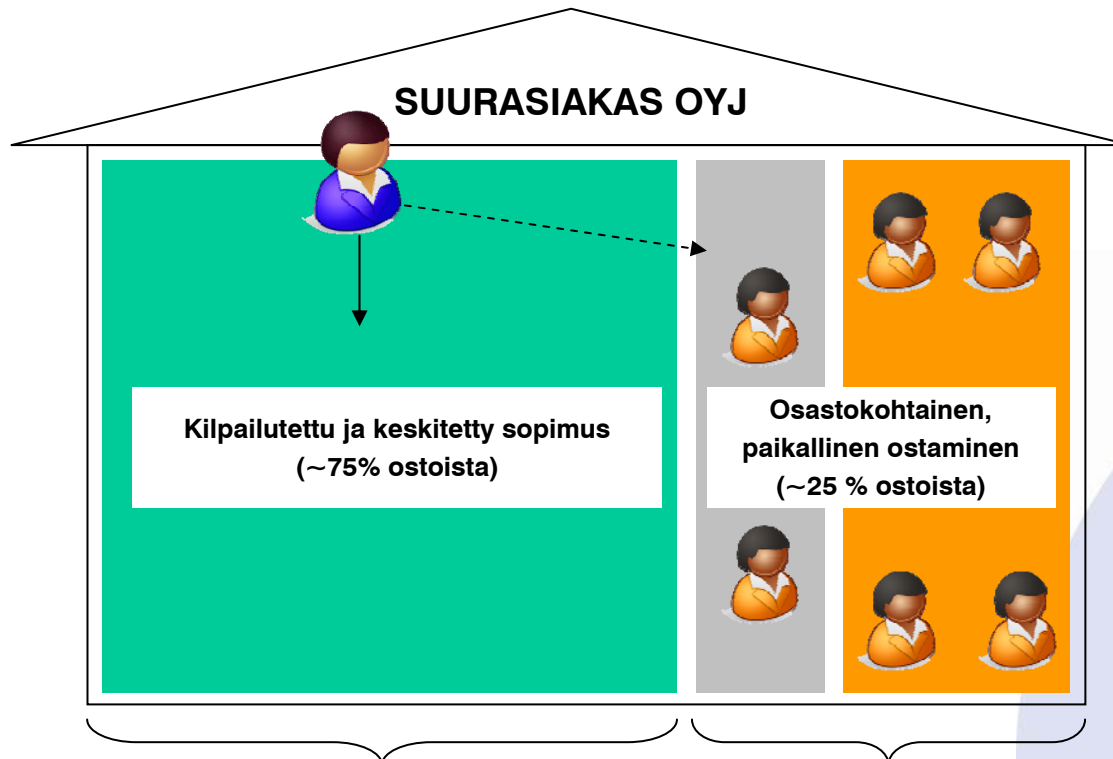 SUURASIAKAS OYJ
Kilpailutettu ja keskitetty sopimus
(~75% ostoista)
Osastokohtainen,
paikallinen ostaminen
(~25 % ostoista)